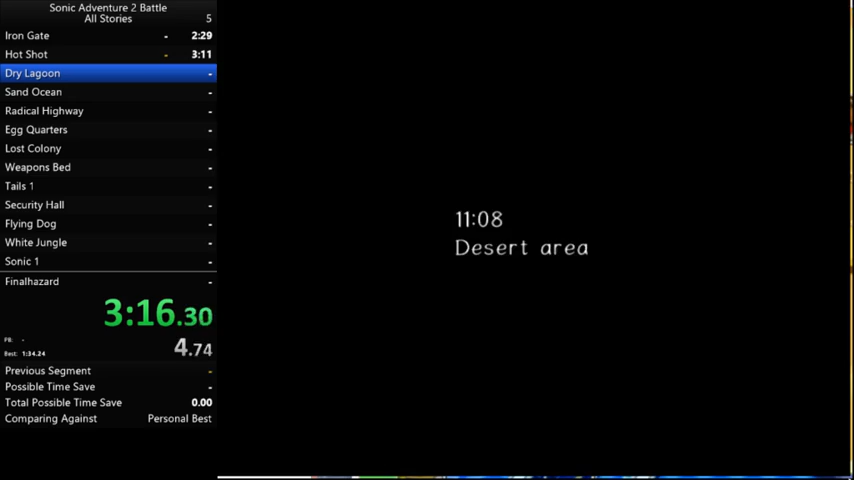 Sonic Adventure 2 Battle
All Stories 5
Iron Gate - 2:29
Hot Shot - 3:11
Dry Lagoon -
Sand Ocean -
Radical Highway -
Egg Quarters -
Lost Colony -
Weapons Bed -
Tails 1 -
Security Hall -
Flying Dog -
White Jungle -
Sonic 1 -
Finalhazard -
3:16.30
PB: -
Best: 1:34.24
4.74
Previous Segment -
Possible Time Save -
Total Possible Time Save 0.00
Comparing Against Personal Best
11:08
Desert area